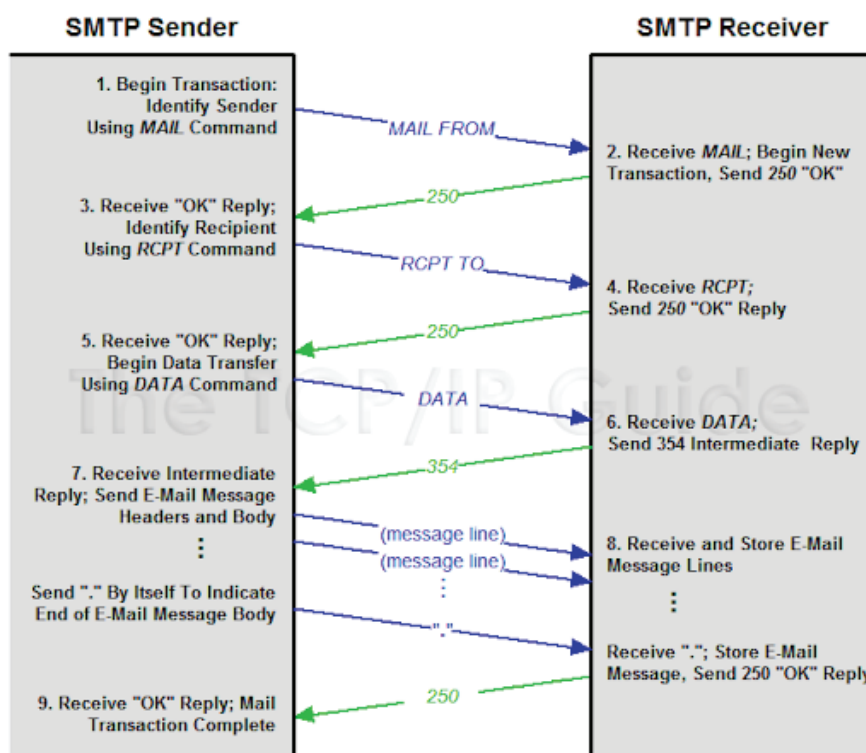 SMTP Sender
SMTP Receiver
1. Begin Transaction:
Identify Sender
Using MAIL Command
MAIL FROM
2. Receive MAIL; Begin New
Transaction, Send 250 "OK"
250
3. Receive "OK" Reply;
Identify Recipient
Using RCPT Command
RCPT TO
4. Receive RCPT;
Send 250 "OK" Reply
250
5. Receive "OK" Reply;
Begin Data Transfer
Using DATA Command
The TCP/IP Guide
DATA
6. Receive DATA;
Send 354 Intermediate Reply
354
7. Receive Intermediate
Reply; Send E-Mail Message
Headers and Body
(message line)
(message line)
8. Receive and Store E-Mail
Message Lines
Send "." By Itself To Indicate
End of E-Mail Message Body
"."
Receive "."; Store E-Mail
Message, Send 250 "OK" Reply
250
9. Receive "OK" Reply; Mail
Transaction Complete